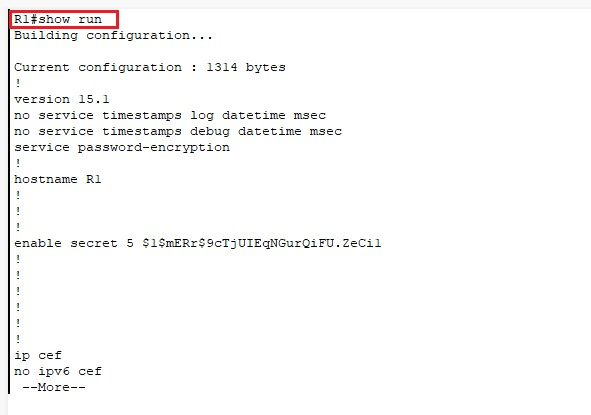 R1#show run
Building configuration...
Current configuration : 1314 bytes
!
version 15.1
no service timestamps log datetime msec
no service timestamps debug datetime msec
service password-encryption
!
hostname R1
!
!
!
enable secret 5 $1$mERr$9cTjUIEqNGurQiFU.ZeCi1
!
!
!
!
!
!
ip cef
no ipv6 cef
--More--